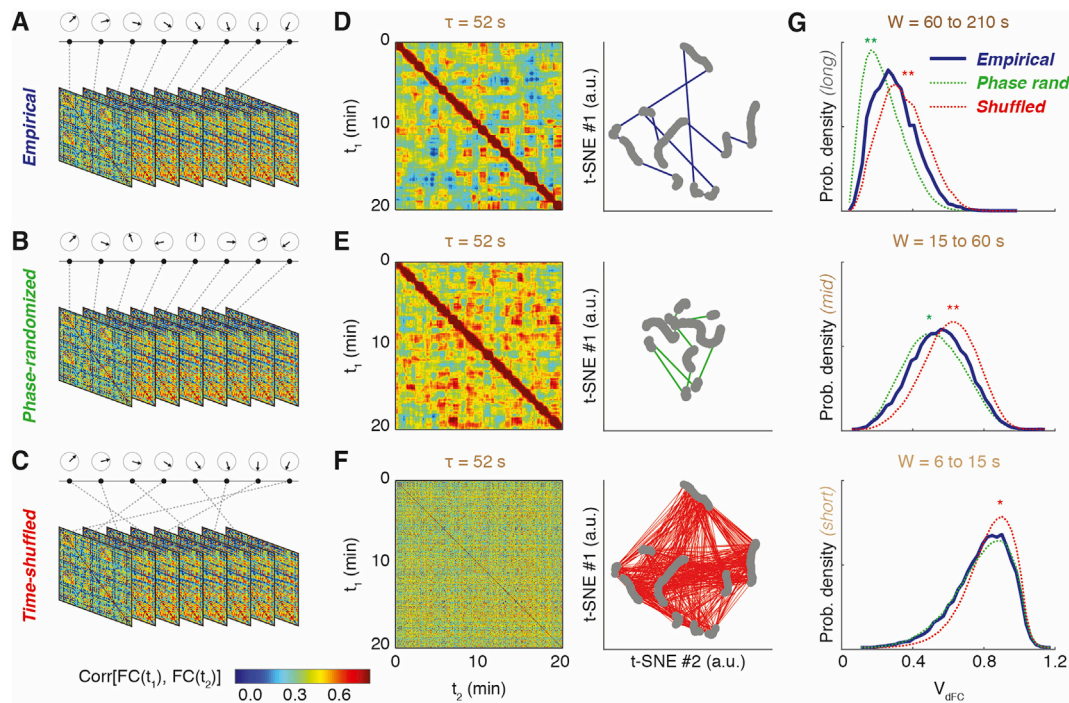 A
Empirical
B
Phase-randomized
C
Time-shuffled
Corr[FC(t1), FC(t2)]
0.0 0.3 0.6
D
τ = 52 s
0
10
20
t1 (min)
t-SNE #1 (a.u.)
E
τ = 52 s
0
10
20
t1 (min)
t-SNE #1 (a.u.)
F
τ = 52 s
0
10
20
t1 (min)
0 10 20
t2 (min)
t-SNE #1 (a.u.)
t-SNE #2 (a.u.)
G
W = 60 to 210 s
Prob. density (long)
**
**
Empirical
Phase rand
Shuffled
W = 15 to 60 s
Prob. density (mid)
*
**
W = 6 to 15 s
Prob. density (short)
*
0 0.4 0.8 1.2
VdFC